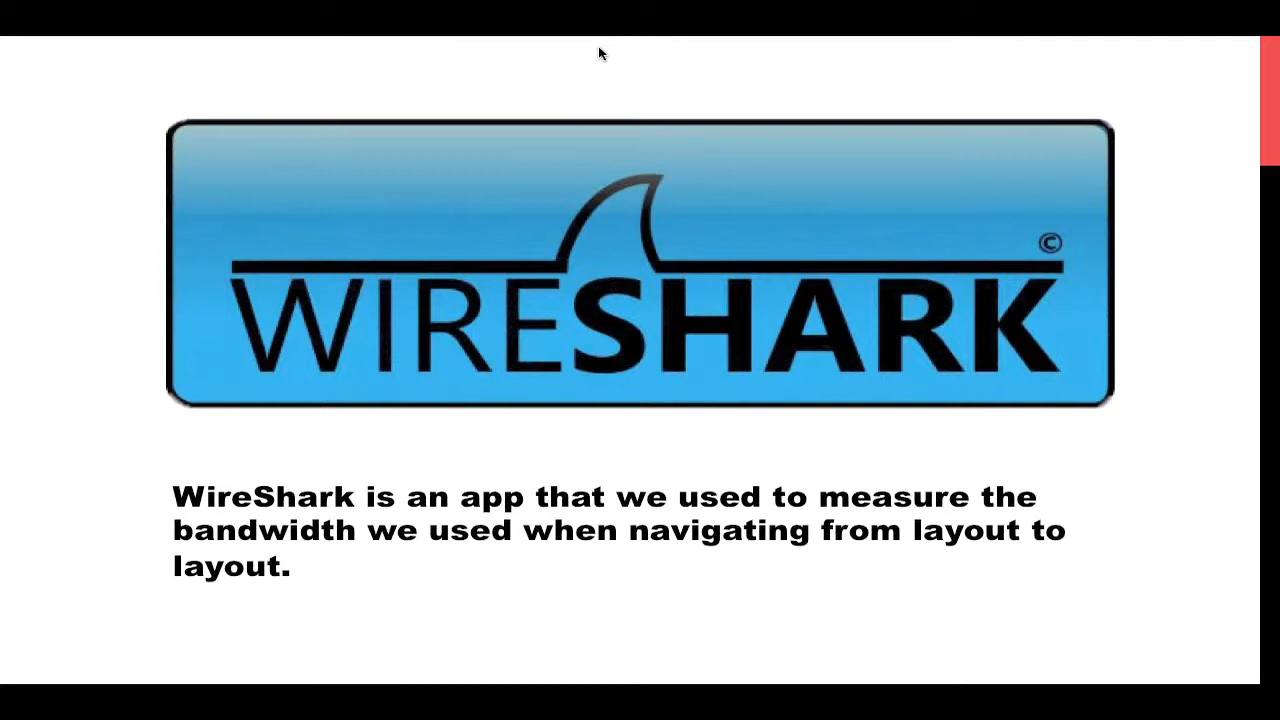 ©
WIRESHARK
WireShark is an app that we used to measure the
bandwidth we used when navigating from layout to
layout.